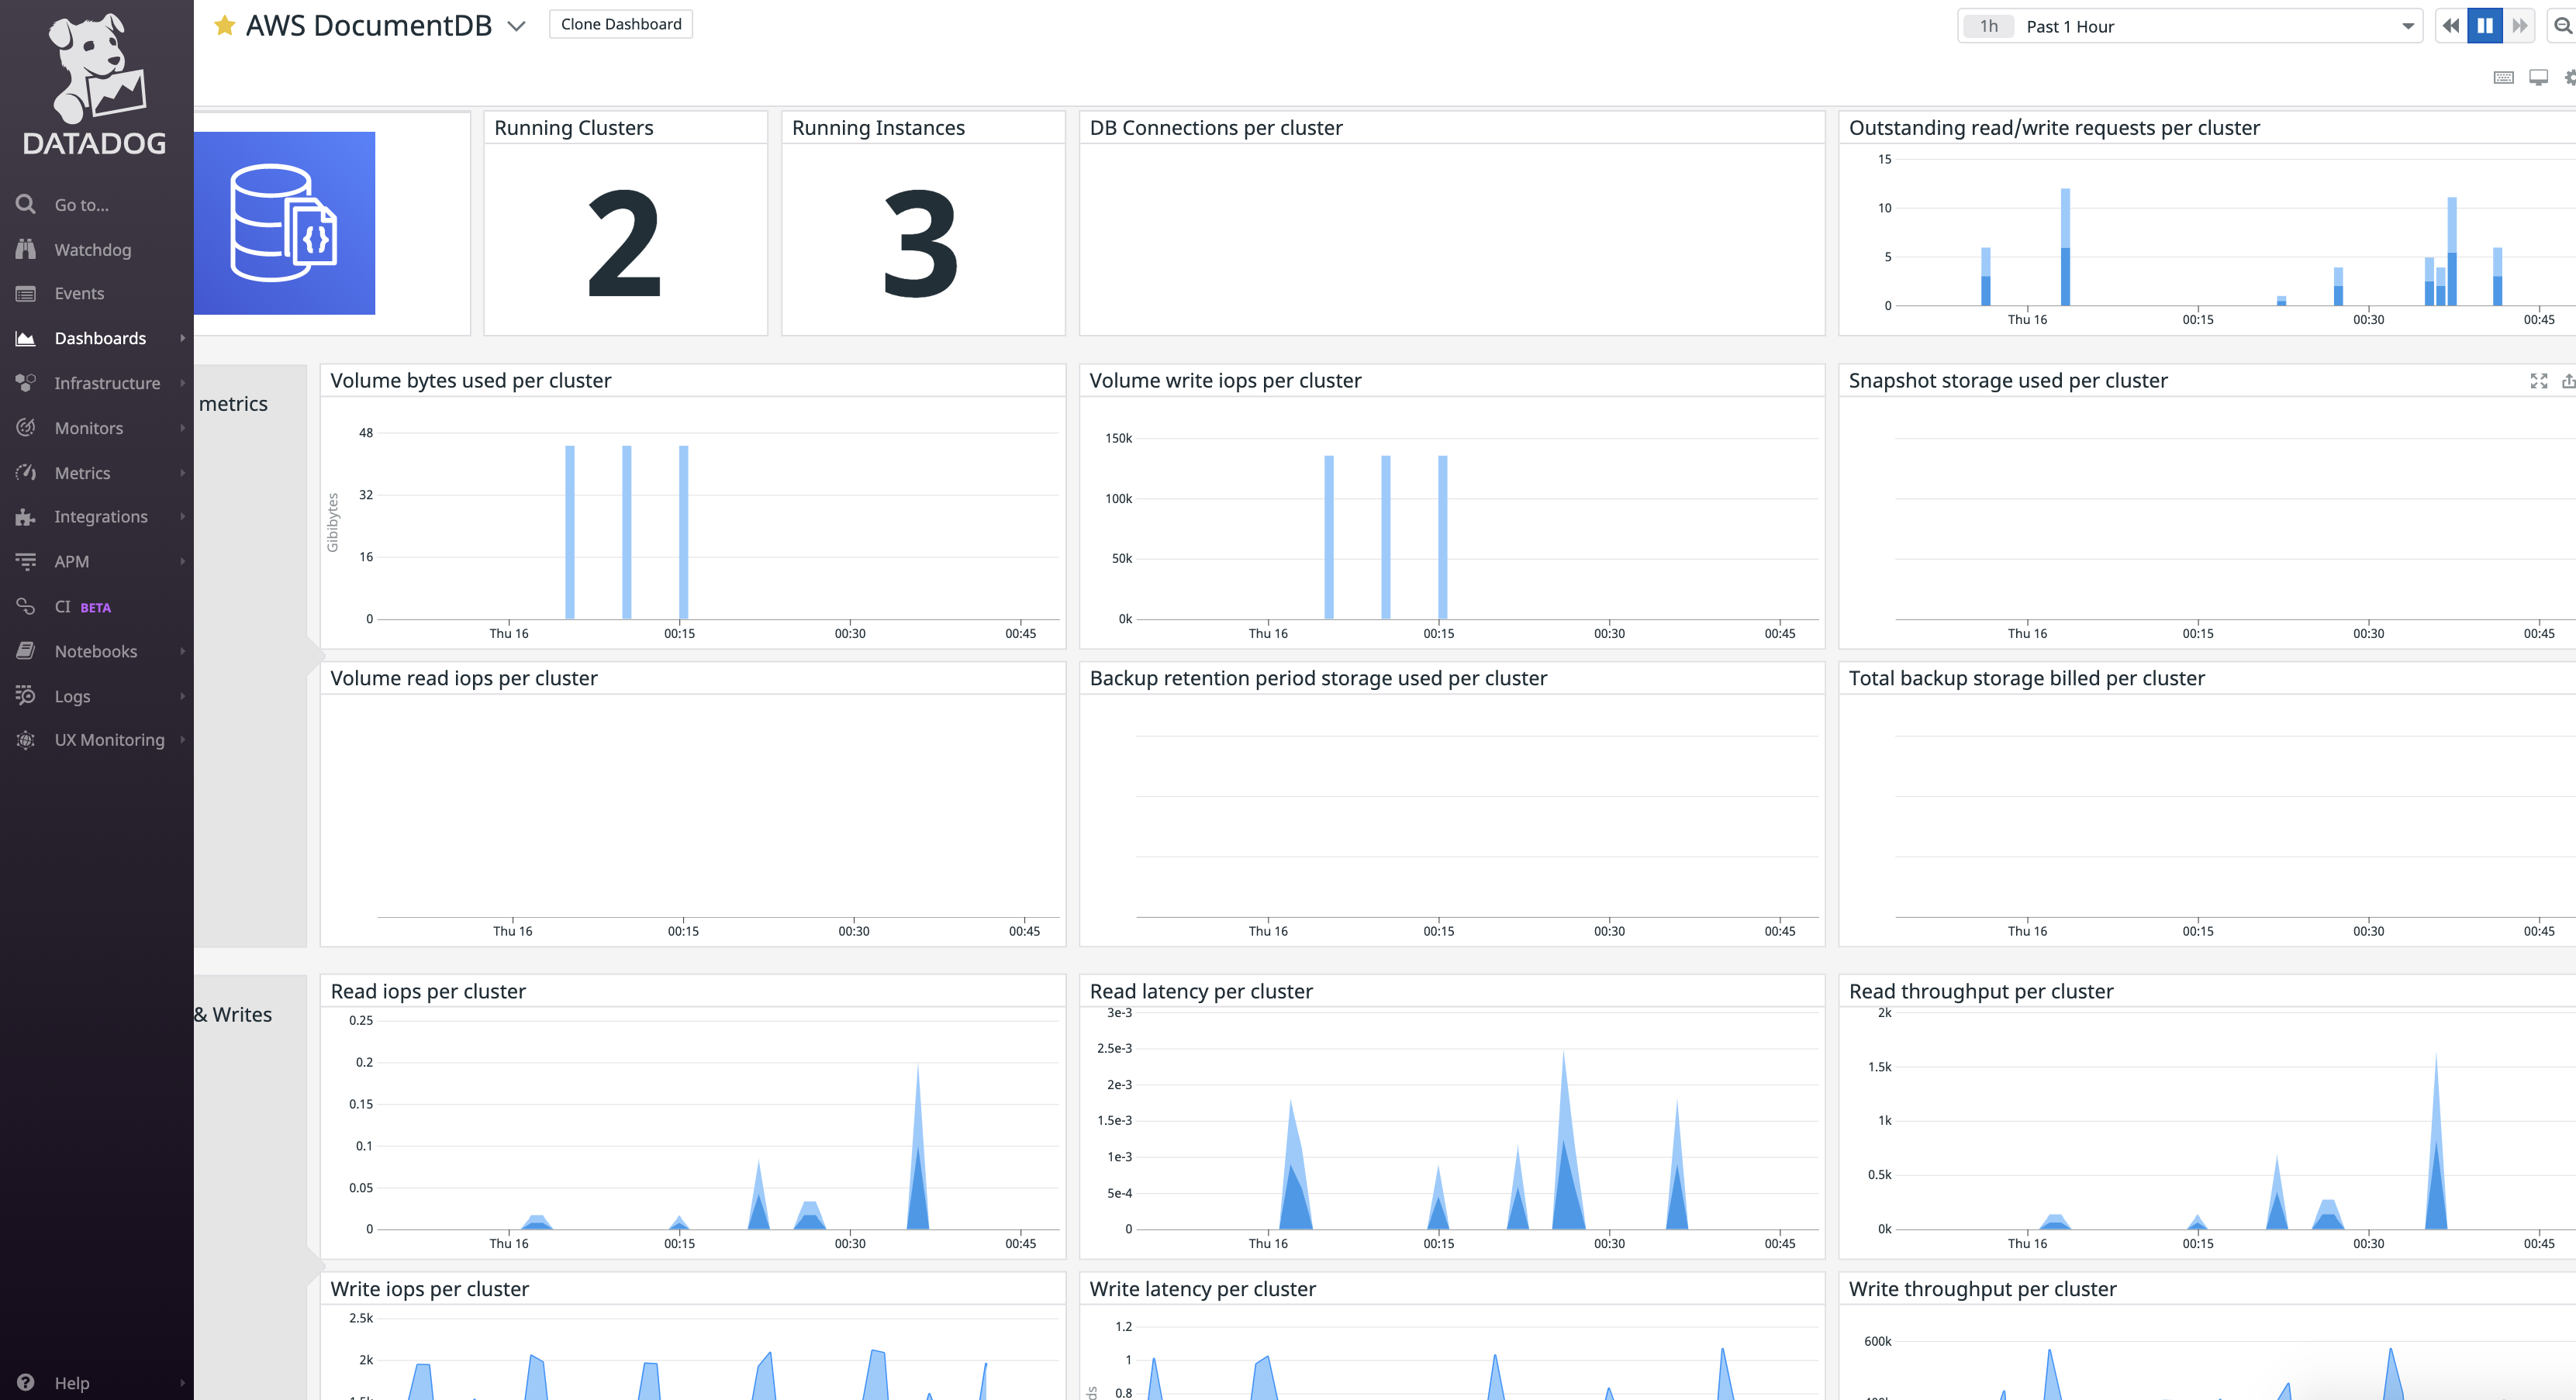 DATADOG
Go to...
Watchdog
Events
Dashboards
Infrastructure
Monitors
Metrics
Integrations
APM
CI BETA
Notebooks
Logs
UX Monitoring
Help
AWS DocumentDB
Clone Dashboard
1h Past 1 Hour
Running Clusters
2
Running Instances
3
DB Connections per cluster
Outstanding read/write requests per cluster
15
10
5
0
Thu 16 00:15 00:30 00:45
metrics
Volume bytes used per cluster
Gibibytes
48
32
16
0
Thu 16 00:15 00:30 00:45
Volume write iops per cluster
150k
100k
50k
0k
Thu 16 00:15 00:30 00:45
Snapshot storage used per cluster
Thu 16 00:15 00:30 00:45
Volume read iops per cluster
Thu 16 00:15 00:30 00:45
Backup retention period storage used per cluster
Thu 16 00:15 00:30 00:45
Total backup storage billed per cluster
Thu 16 00:15 00:30 00:45
& Writes
Read iops per cluster
0.25
0.2
0.15
0.1
0.05
0
Thu 16 00:15 00:30 00:45
Read latency per cluster
3e-3
2.5e-3
2e-3
1.5e-3
1e-3
5e-4
0
Thu 16 00:15 00:30 00:45
Read throughput per cluster
2k
1.5k
1k
0.5k
0k
Thu 16 00:15 00:30 00:45
Write iops per cluster
2.5k
2k
Write latency per cluster
1.2
1
0.8
Write throughput per cluster
600k